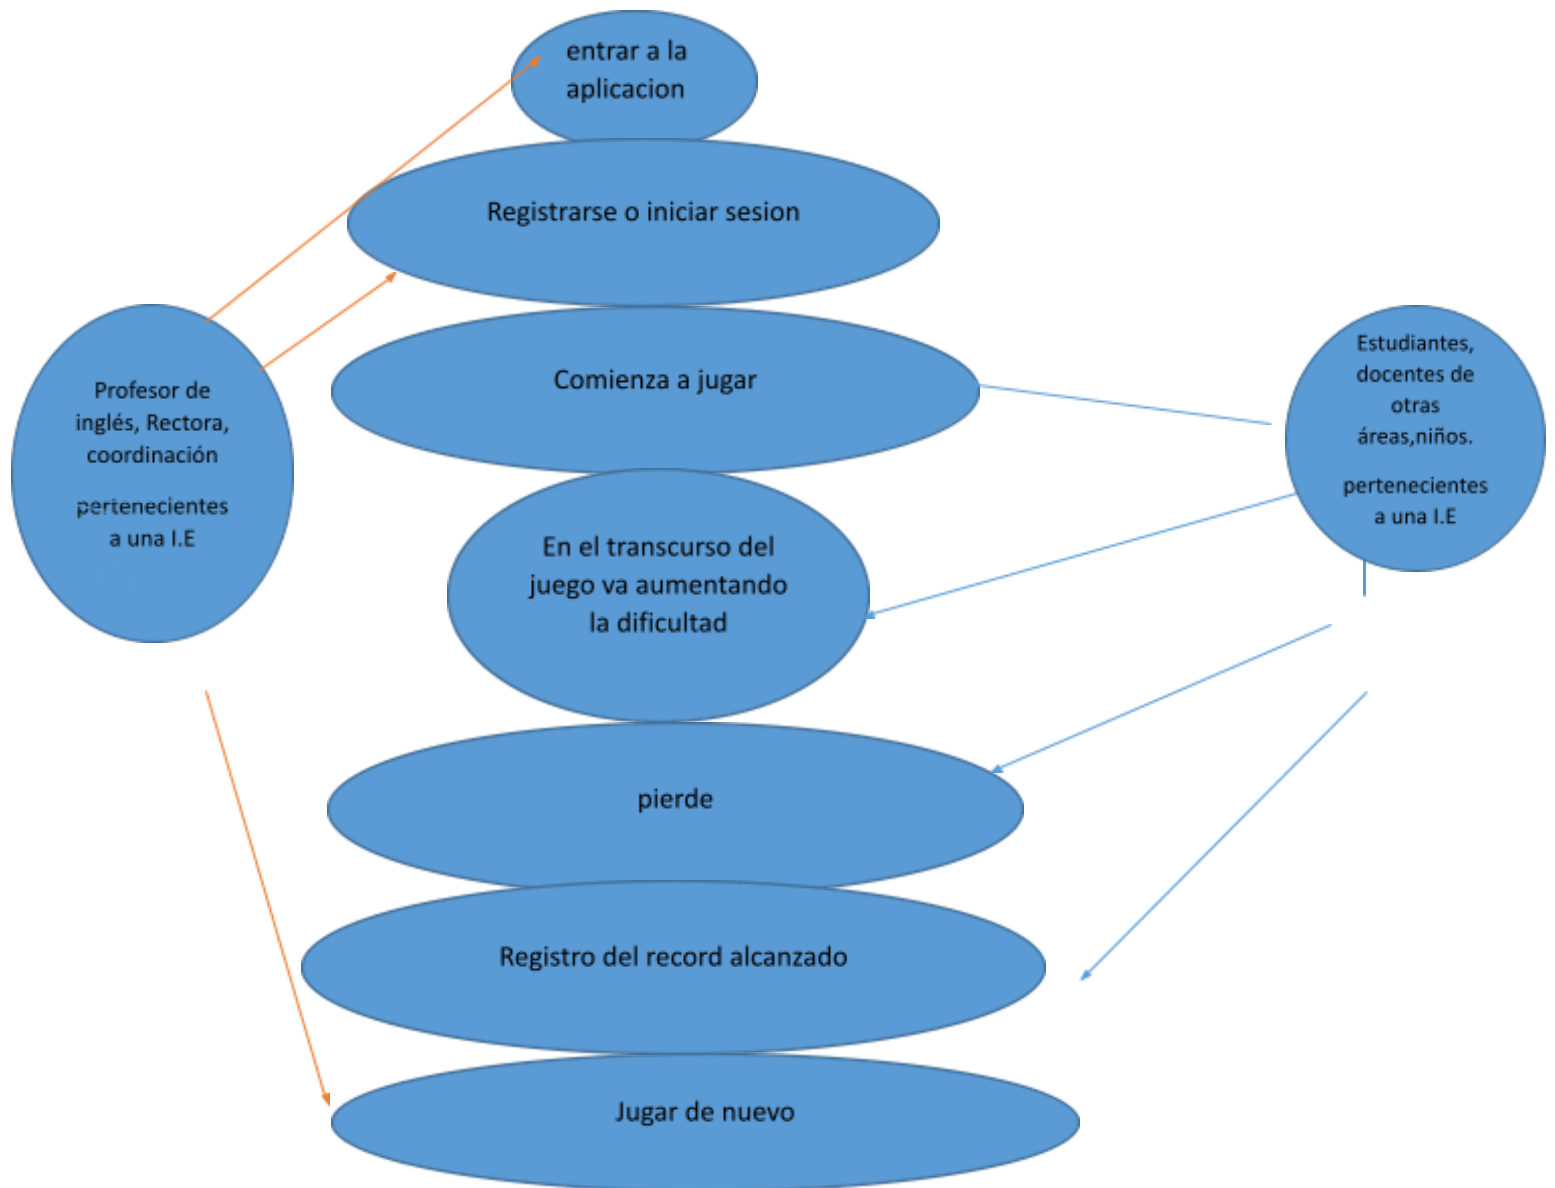 entrar a la
aplicacion
Registrarse o iniciar sesion
Comienza a jugar
Profesor de
inglés, Rectora,
coordinación
pertenecientes
a una I.E
Estudiantes,
docentes de
otras
áreas,niños.
pertenecientes
a una I.E
En el transcurso del
juego va aumentando
la dificultad
pierde
Registro del record alcanzado
Jugar de nuevo